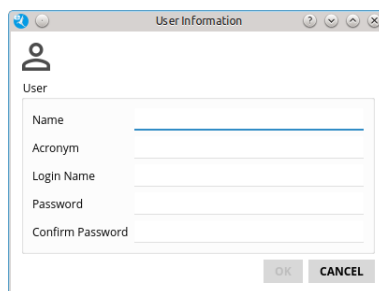 User Information
User
Name
Acronym
Login Name
Password
Confirm Password
OK CANCEL